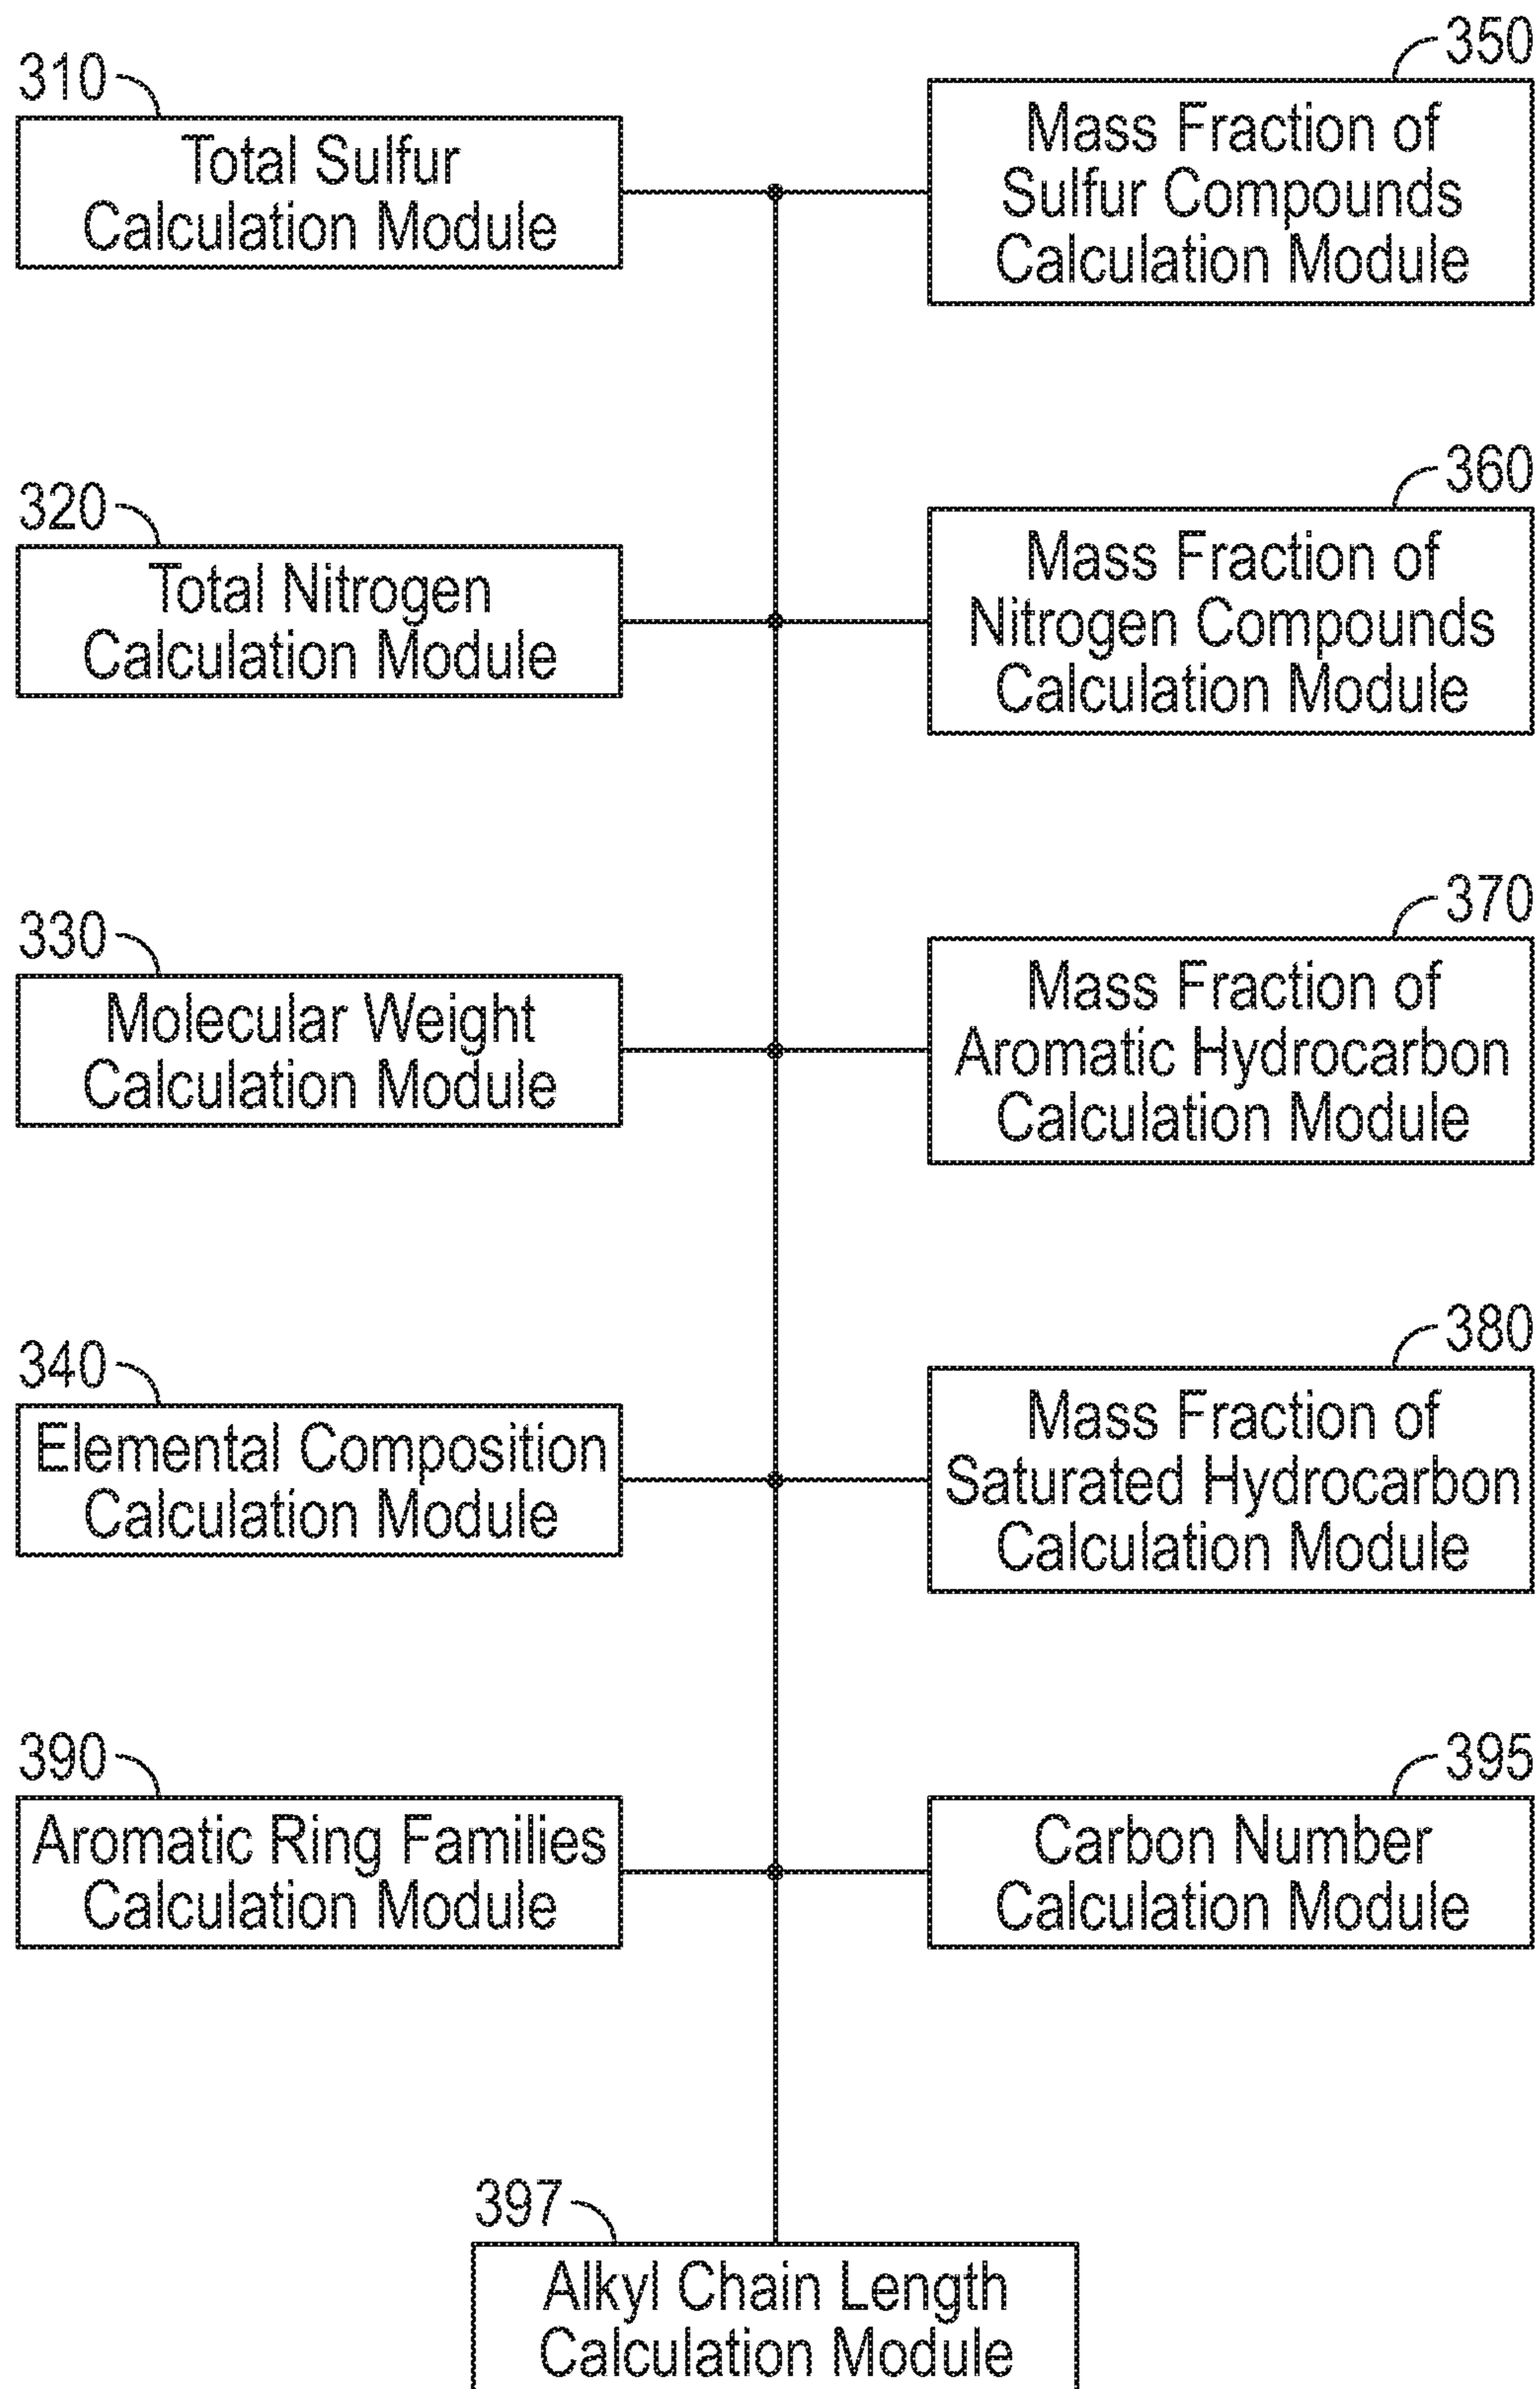 310
Total Sulfur
Calculation Module
350
Mass Fraction of
Sulfur Compounds
Calculation Module
320
Total Nitrogen
Calculation Module
360
Mass Fraction of
Nitrogen Compounds
Calculation Module
330
Molecular Weight
Calculation Module
370
Mass Fraction of
Aromatic Hydrocarbon
Calculation Module
340
Elemental Composition
Calculation Module
380
Mass Fraction of
Saturated Hydrocarbon
Calculation Module
390
Aromatic Ring Families
Calculation Module
395
Carbon Number
Calculation Module
397
Alkyl Chain Length
Calculation Module